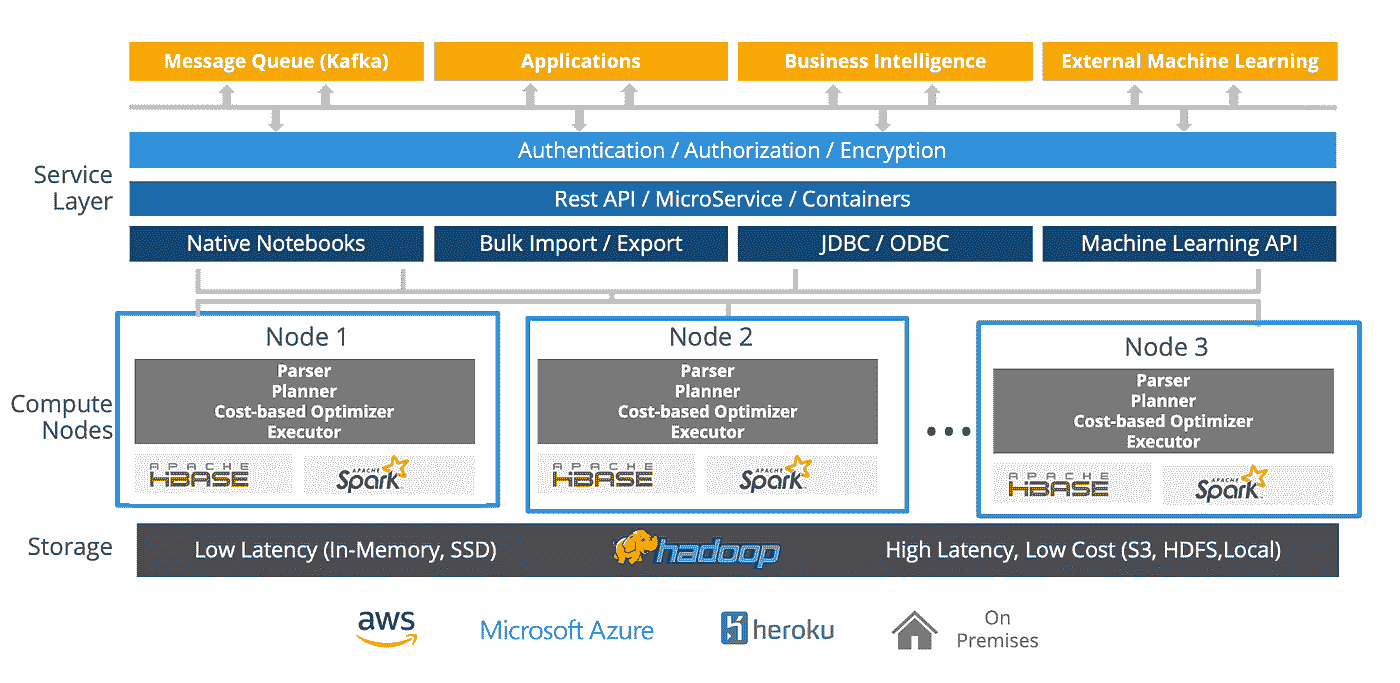 Message Queue (Kafka)
Applications
Business Intelligence
External Machine Learning
Service
Layer
Authentication / Authorization / Encryption
Rest API / MicroService / Containers
Native Notebooks
Bulk Import / Export
JDBC / ODBC
Machine Learning API
Compute
Nodes
Node 1
Parser
Planner
Cost-based Optimizer
Executor
APACHE
HBASE
APACHE
Spark
Node 2
Parser
Planner
Cost-based Optimizer
Executor
APACHE
HBASE
APACHE
Spark
•••
Node 3
Parser
Planner
Cost-based Optimizer
Executor
APACHE
HBASE
APACHE
Spark
Storage
Low Latency (In-Memory, SSD)
hadoop
High Latency, Low Cost (S3, HDFS,Local)
aws
Microsoft Azure
heroku
On
Premises